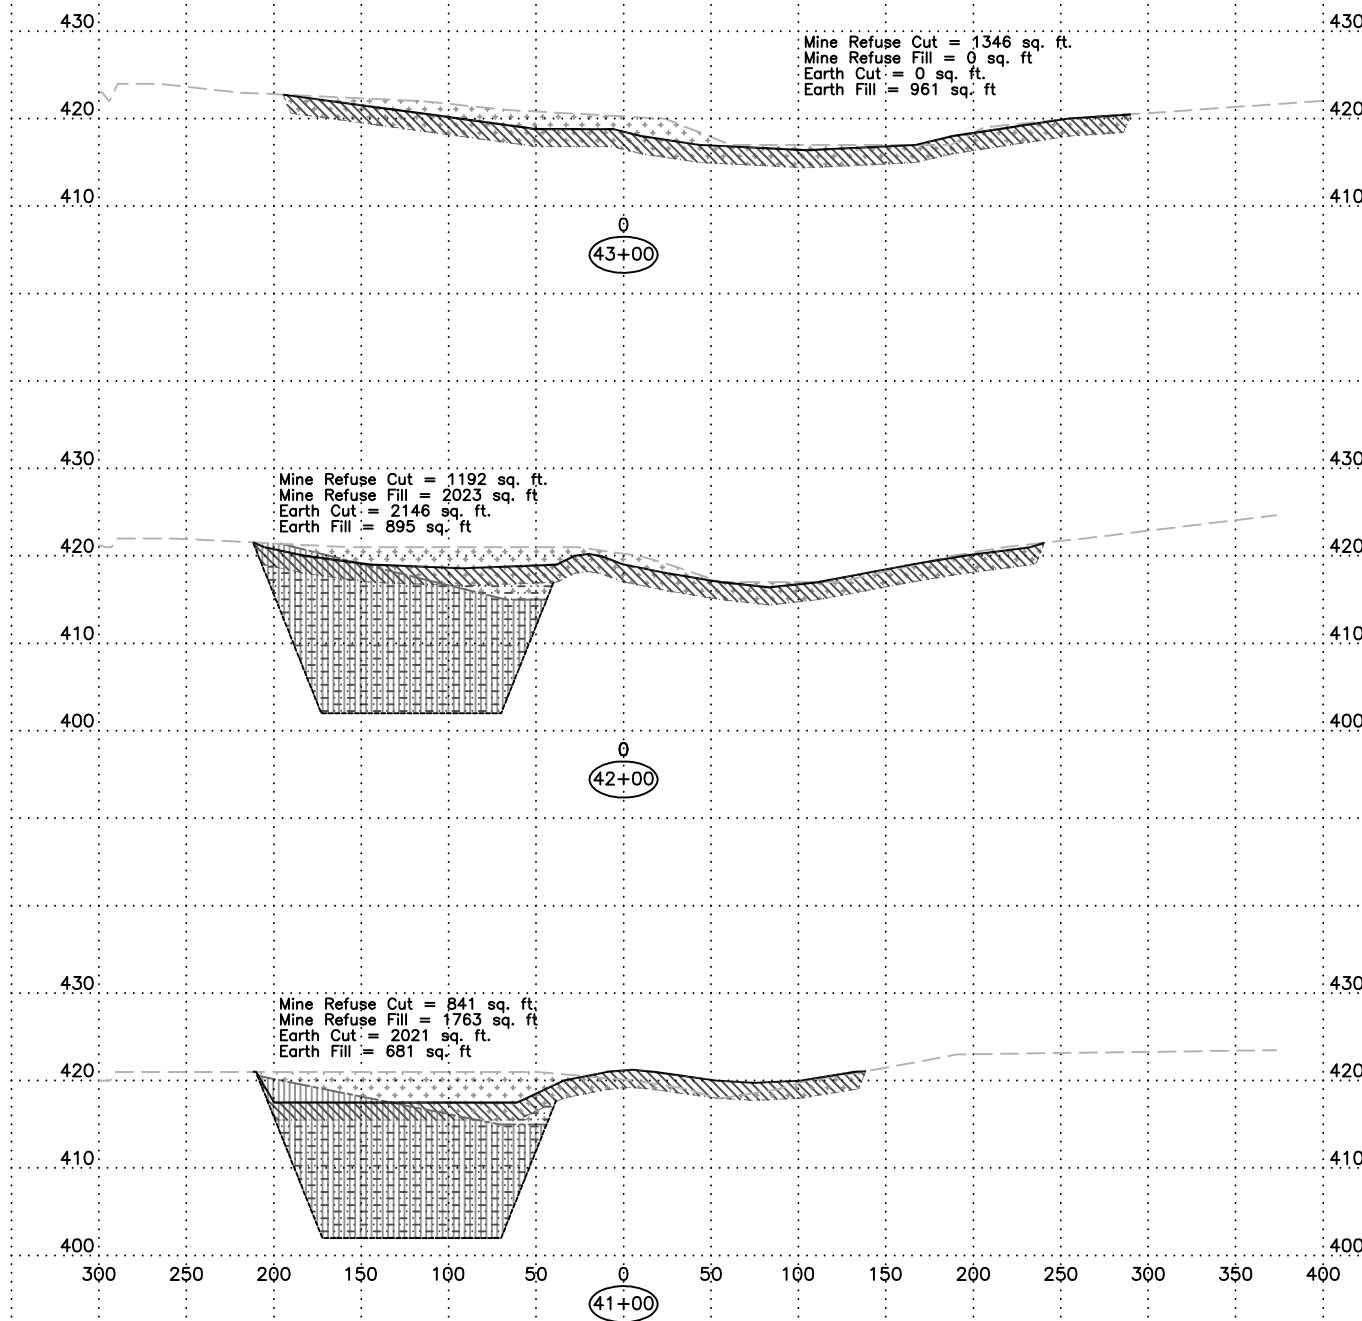 430 430
Mine Refuse Cut = 1346 sq. ft.
Mine Refuse Fill = 0 sq. ft
Earth Cut = 0 sq. ft.
Earth Fill = 961 sq. ft
420 420
410 410
0
43+00
430 430
Mine Refuse Cut = 1192 sq. ft.
Mine Refuse Fill = 2023 sq. ft
Earth Cut = 2146 sq. ft.
Earth Fill = 895 sq. ft
420 420
410 410
400 400
0
42+00
430 430
Mine Refuse Cut = 841 sq. ft.
Mine Refuse Fill = 1763 sq. ft
Earth Cut = 2021 sq. ft.
Earth Fill = 681 sq. ft
420 420
410 410
400 400
300 250 200 150 100 50 0 50 100 150 200 250 300 350 400
41+00